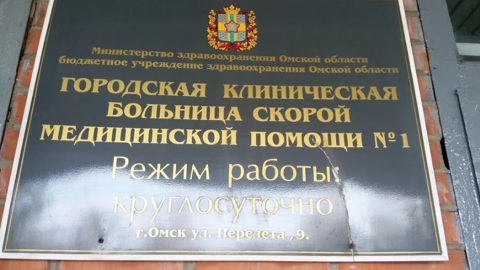 Министерство здравоохранения Омской области
бюджетное учреждение здравоохранения Омской области
ГОРОДСКАЯ КЛИНИЧЕСКАЯ
БОЛЬНИЦА СКОРОЙ
МЕДИЦИНСКОЙ ПОМОЩИ №1
Режим работы:
круглосуточно
г.Омск ул. Перелета,9.